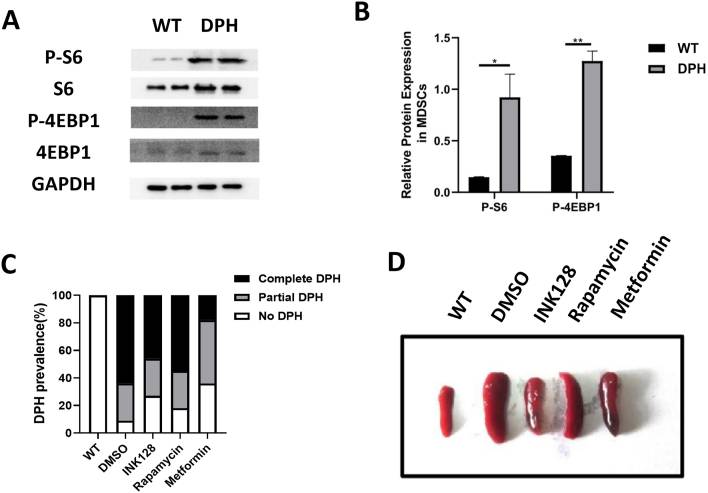 A
WT DPH
P-S6
S6
P-4EBP1
4EBP1
GAPDH
B
Relative Protein Expression
in MDSCs
2.0
1.5
1.0
0.5
0.0
*
**
P-S6 P-4EBP1
WT
DPH
C
DPH prevalence(%)
100
80
60
40
20
0
WT
DMSO
INK128
Rapamycin
Metformin
Complete DPH
Partial DPH
No DPH
D
WT
DMSO
INK128
Rapamycin
Metformin